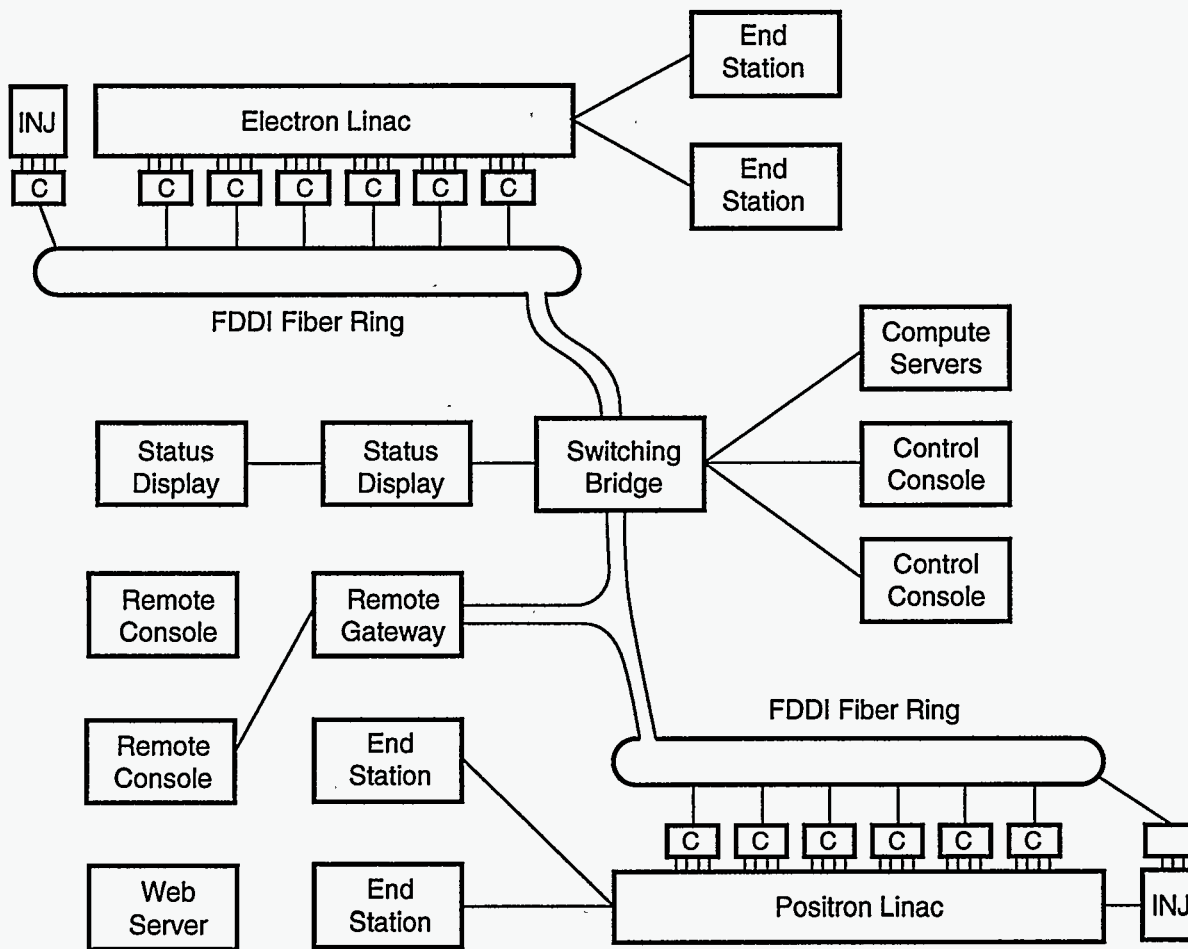 End
Station
INJ
Electron Linac
End
Station
C
C
C
C
C
C
C
FDDI Fiber Ring
Compute
Servers
Status
Display
Status
Display
Switching
Bridge
Control
Console
Control
Console
Remote
Console
Remote
Gateway
FDDI Fiber Ring
Remote
Console
End
Station
C
C
C
C
C
C
Web
Server
End
Station
Positron Linac
INJ